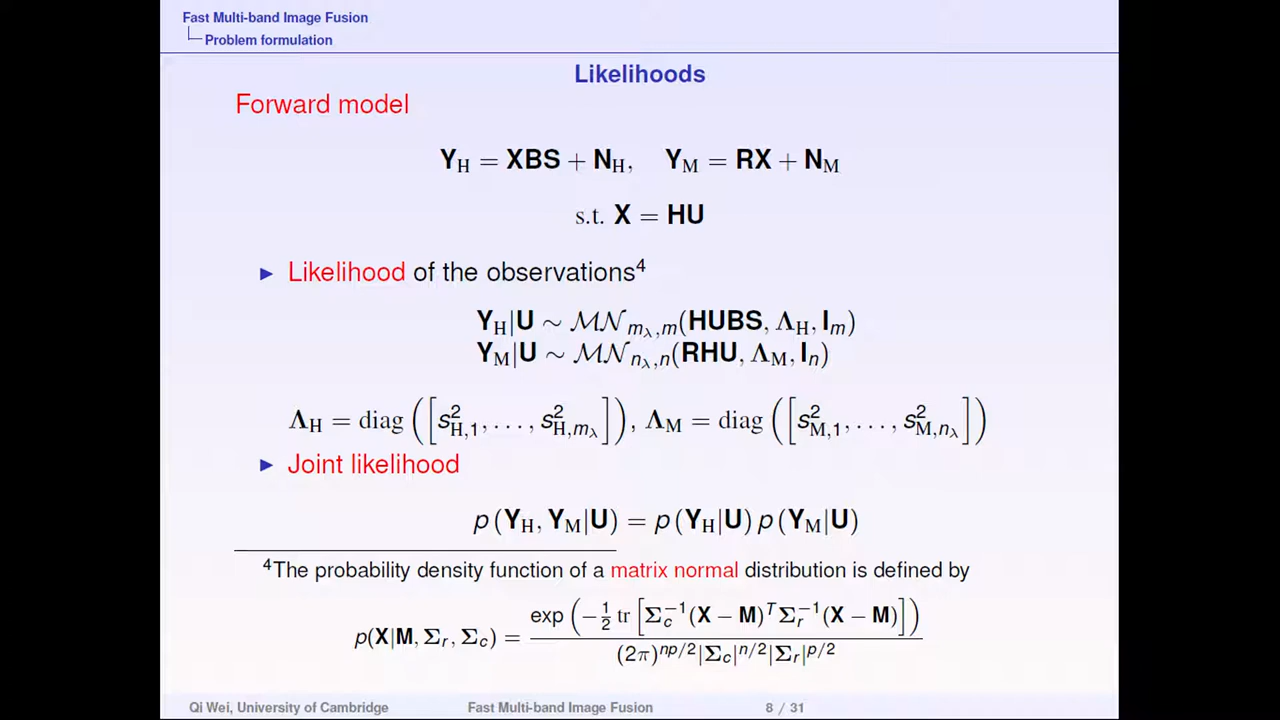 Fast Multi-band Image Fusion
Problem formulation
Likelihoods
Forward model
Y_H = XBS + N_H, Y_M = RX + N_M
s.t. X = HU
▶ Likelihood of the observations⁴
Y_H|U ∼ 𝓜𝓝_{m_λ,m}(HUBS, Λ_H, I_m)
Y_M|U ∼ 𝓜𝓝_{n_λ,n}(RHU, Λ_M, I_n)
Λ_H = diag([s²_{H,1}, …, s²_{H,m_λ}]), Λ_M = diag([s²_{M,1}, …, s²_{M,n_λ}])
▶ Joint likelihood
p(Y_H, Y_M|U) = p(Y_H|U) p(Y_M|U)
⁴The probability density function of a matrix normal distribution is defined by
p(X|M, Σ_r, Σ_c) = exp(−1/2 tr[Σ_c^{-1}(X − M)^T Σ_r^{-1}(X − M)]) / ((2π)^{np/2}|Σ_c|^{n/2}|Σ_r|^{p/2})
Qi Wei, University of Cambridge Fast Multi-band Image Fusion 8 / 31